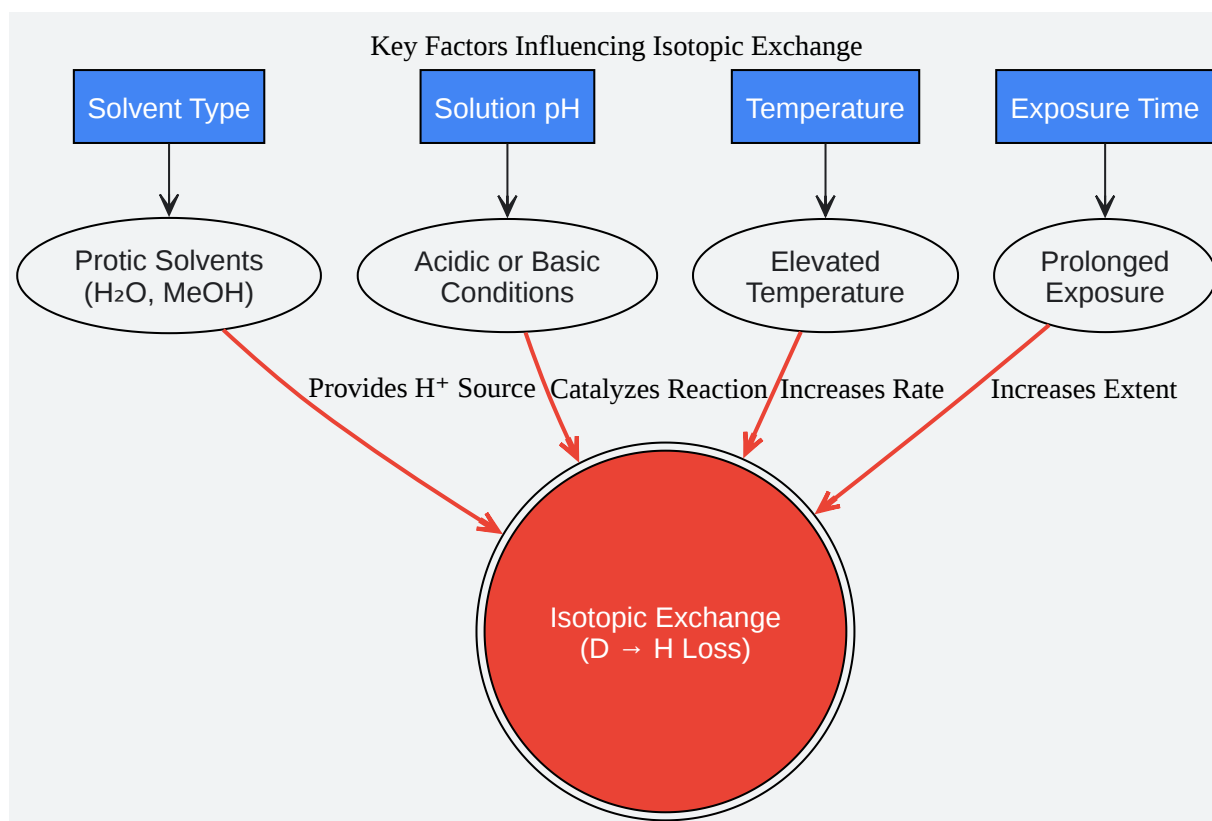 Key Factors Influencing Isotopic Exchange
Solvent Type
Solution pH
Temperature
Exposure Time
Protic Solvents
(H₂O, MeOH)
Acidic or Basic
Conditions
Elevated
Temperature
Prolonged
Exposure
Provides H⁺ Source
Catalyzes Reaction
Increases Rate
Increases Extent
Isotopic Exchange
(D → H Loss)